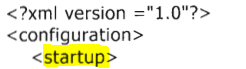 <?xml version ="1.0"?>
<configuration>
<startup>